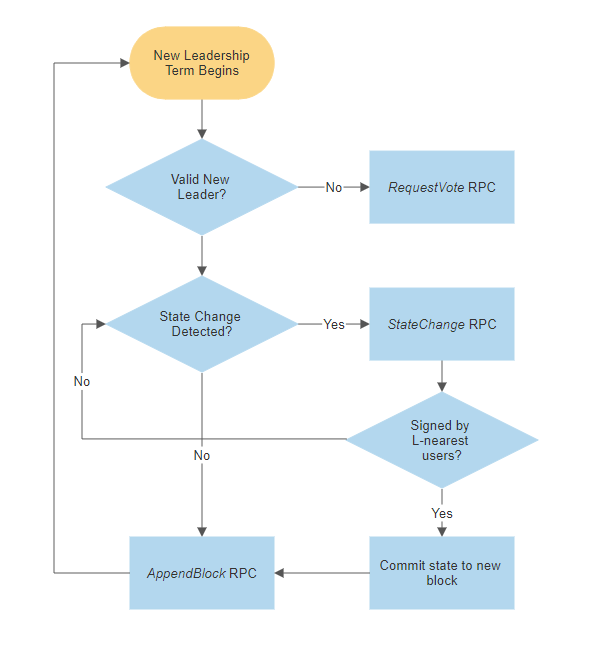 New Leadership
Term Begins
Valid New
Leader?
No
RequestVote RPC
State Change
Detected?
Yes
StateChange RPC
No
Signed by
L-nearest
users?
No
Yes
AppendBlock RPC
Commit state to new
block